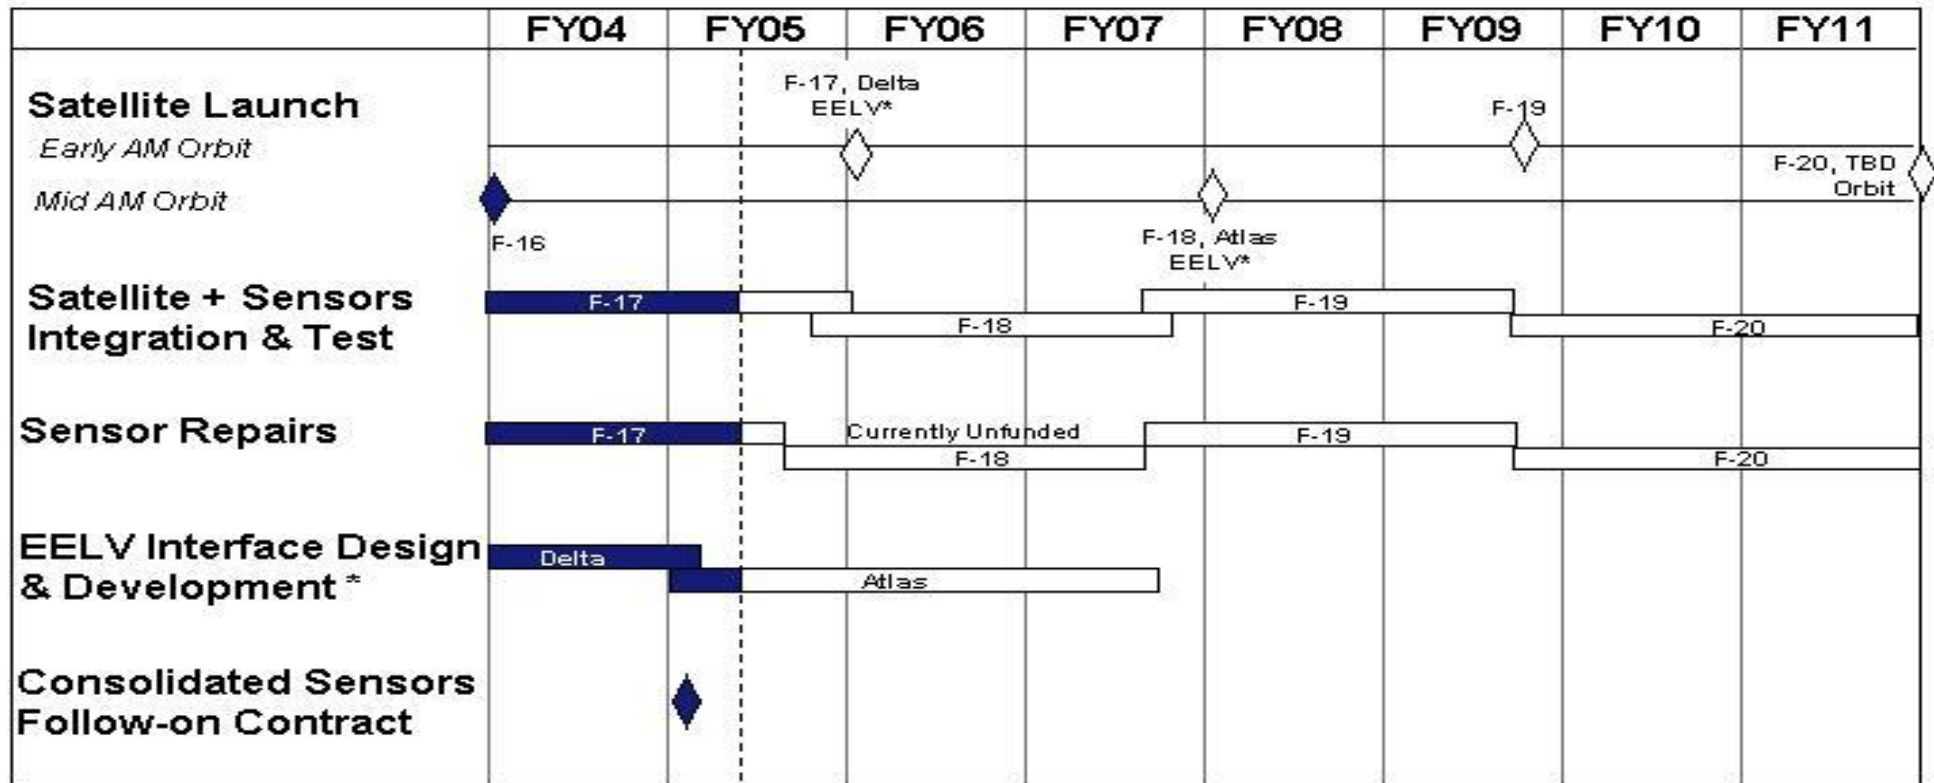 FY04 FY05 FY06 FY07 FY08 FY09 FY10 FY11
Satellite Launch
F-17, Delta
EELV*
F-19
Early AM Orbit
F-20, TBD
Orbit
Mid AM Orbit
F-16
F-18, Atlas
EELV*
Satellite + Sensors
Integration & Test
F-17
F-19
F-18
F-20
Sensor Repairs
F-17
Currently Unfunded
F-19
F-18
F-20
EELV Interface Design
& Development *
Delta
Atlas
Consolidated Sensors
Follow-on Contract